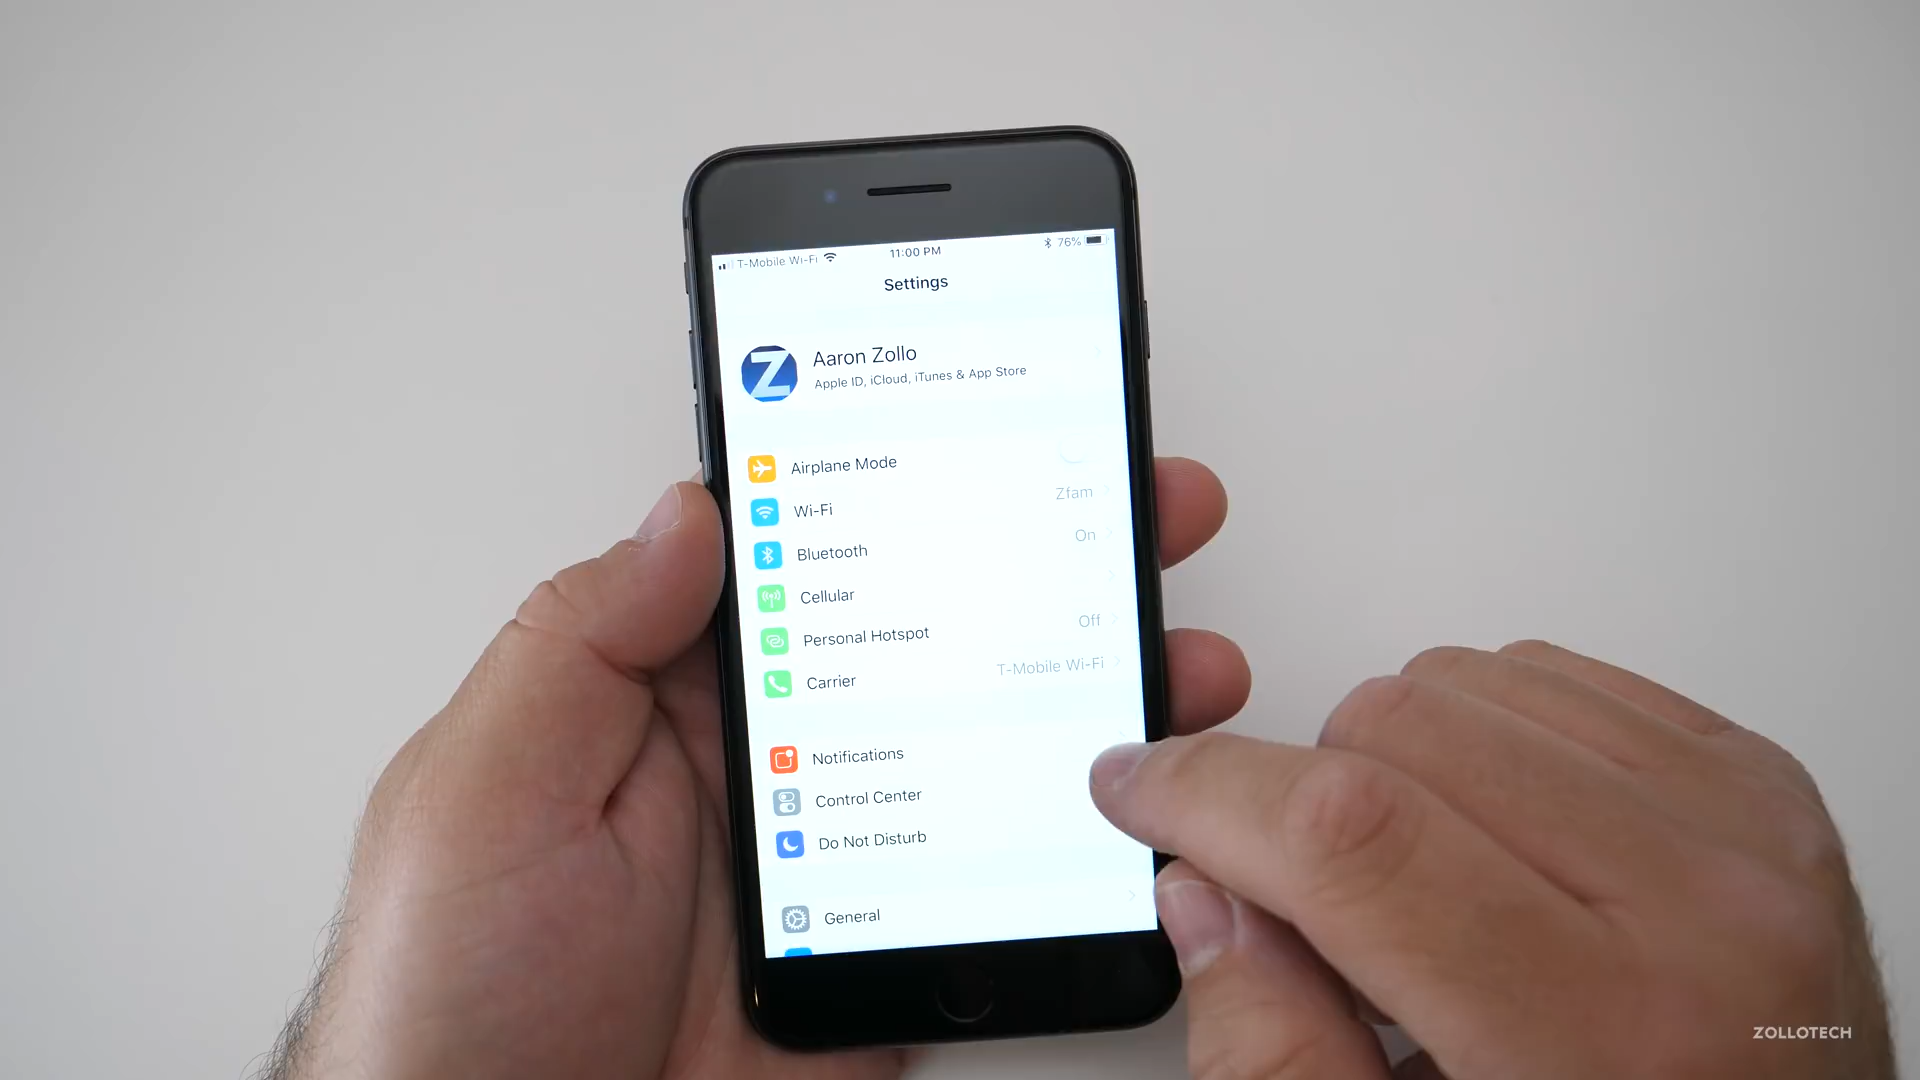 T-Mobile Wi-Fi 11:00 PM 76%
Settings
Z
Aaron Zollo
Apple ID, iCloud, iTunes & App Store
Airplane Mode
Wi-Fi Zfam
Bluetooth On
Cellular
Personal Hotspot Off
Carrier T-Mobile Wi-Fi
Notifications
Control Center
Do Not Disturb
General
ZOLLOTECH